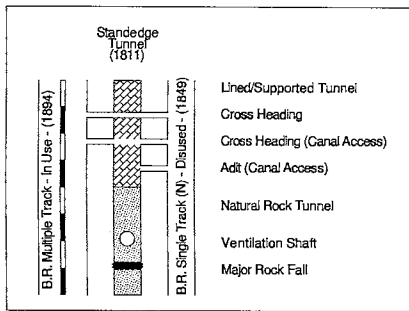 Standedge
Tunnel
(1811)
B.R. Multiple Track - In Use - (1894)
B.R. Single Track (N) - Disused - (1849)
Lined/Supported Tunnel
Cross Heading
Cross Heading (Canal Access)
Adit (Canal Access)
Natural Rock Tunnel
Ventilation Shaft
Major Rock Fall